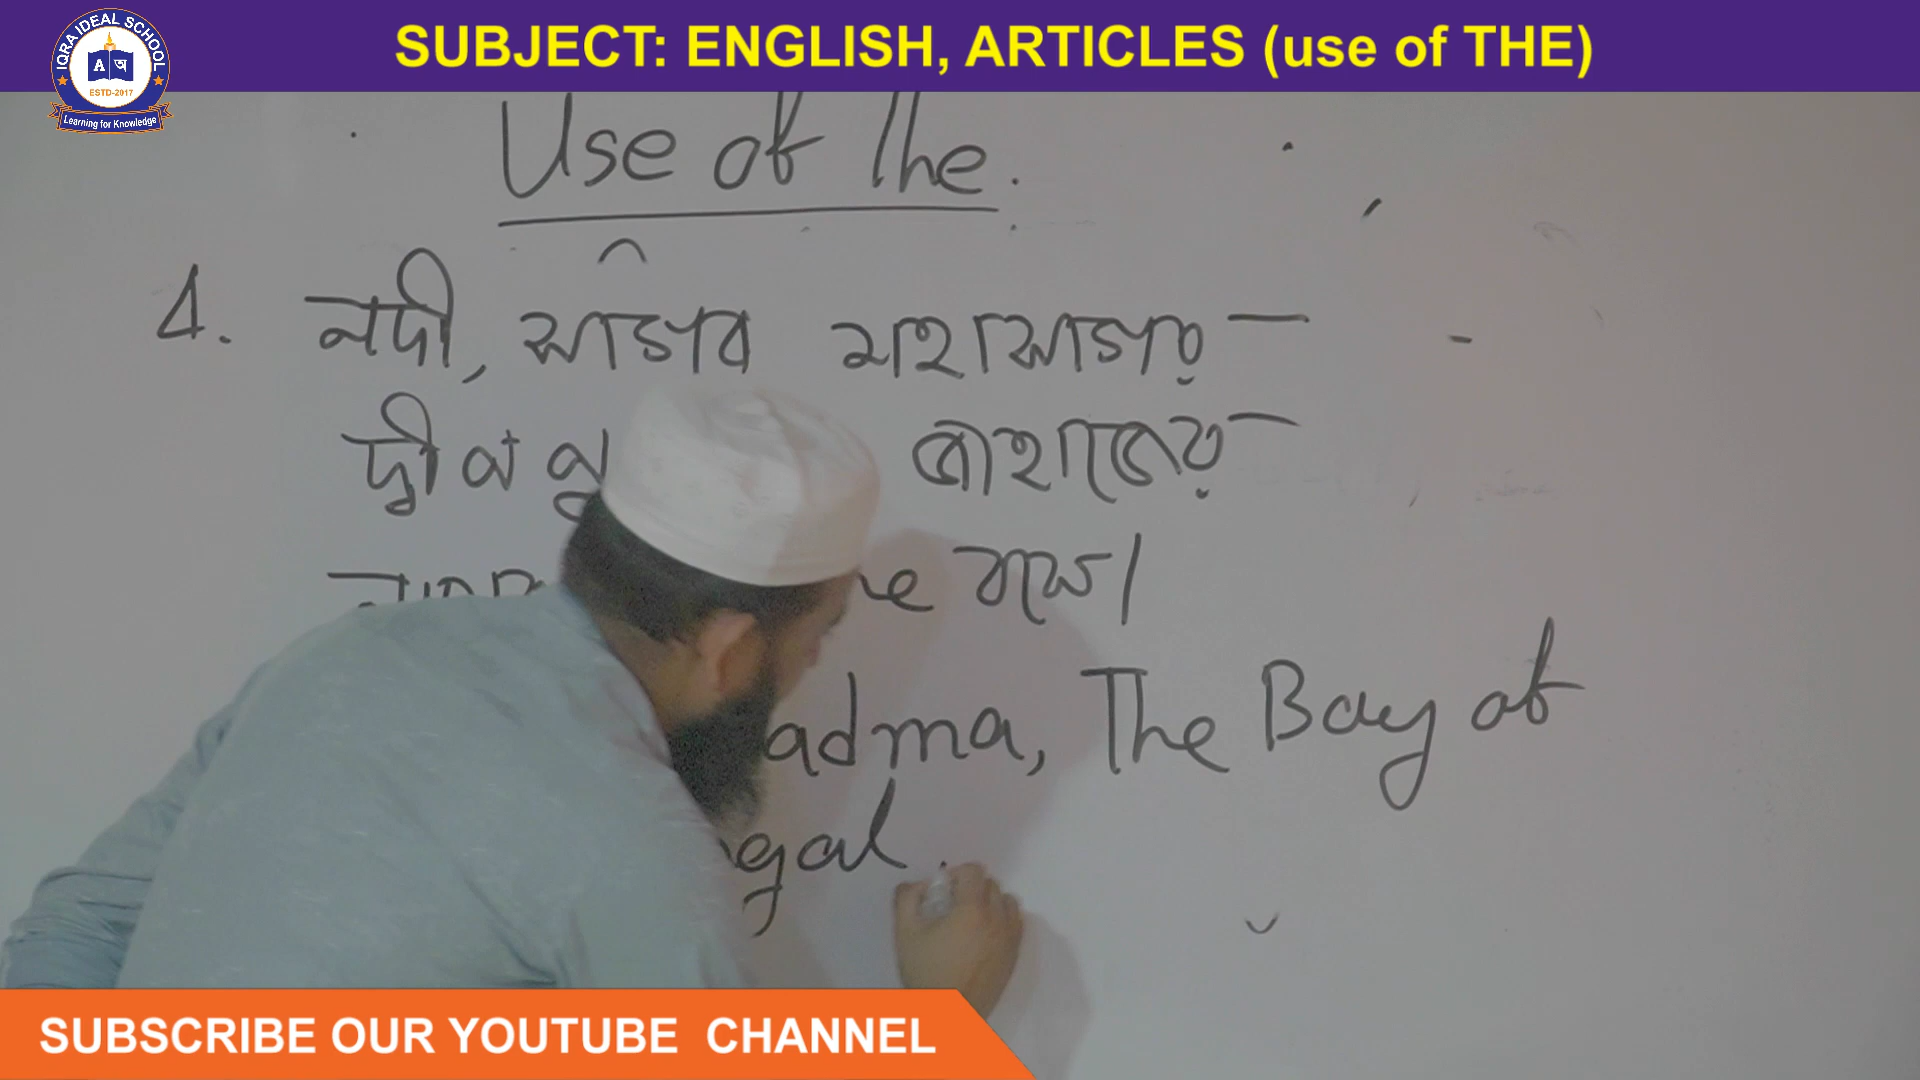 SUBJECT: ENGLISH, ARTICLES (use of THE)
IQRA IDEAL SCHOOL
A অ
ESTD-2017
Learning for Knowledge
Use of The.
4. নদী, সাগর মহাসাগর
দ্বীপ জাহাজের
বসে।
adma, The Bay of
gal.
SUBSCRIBE OUR YOUTUBE CHANNEL